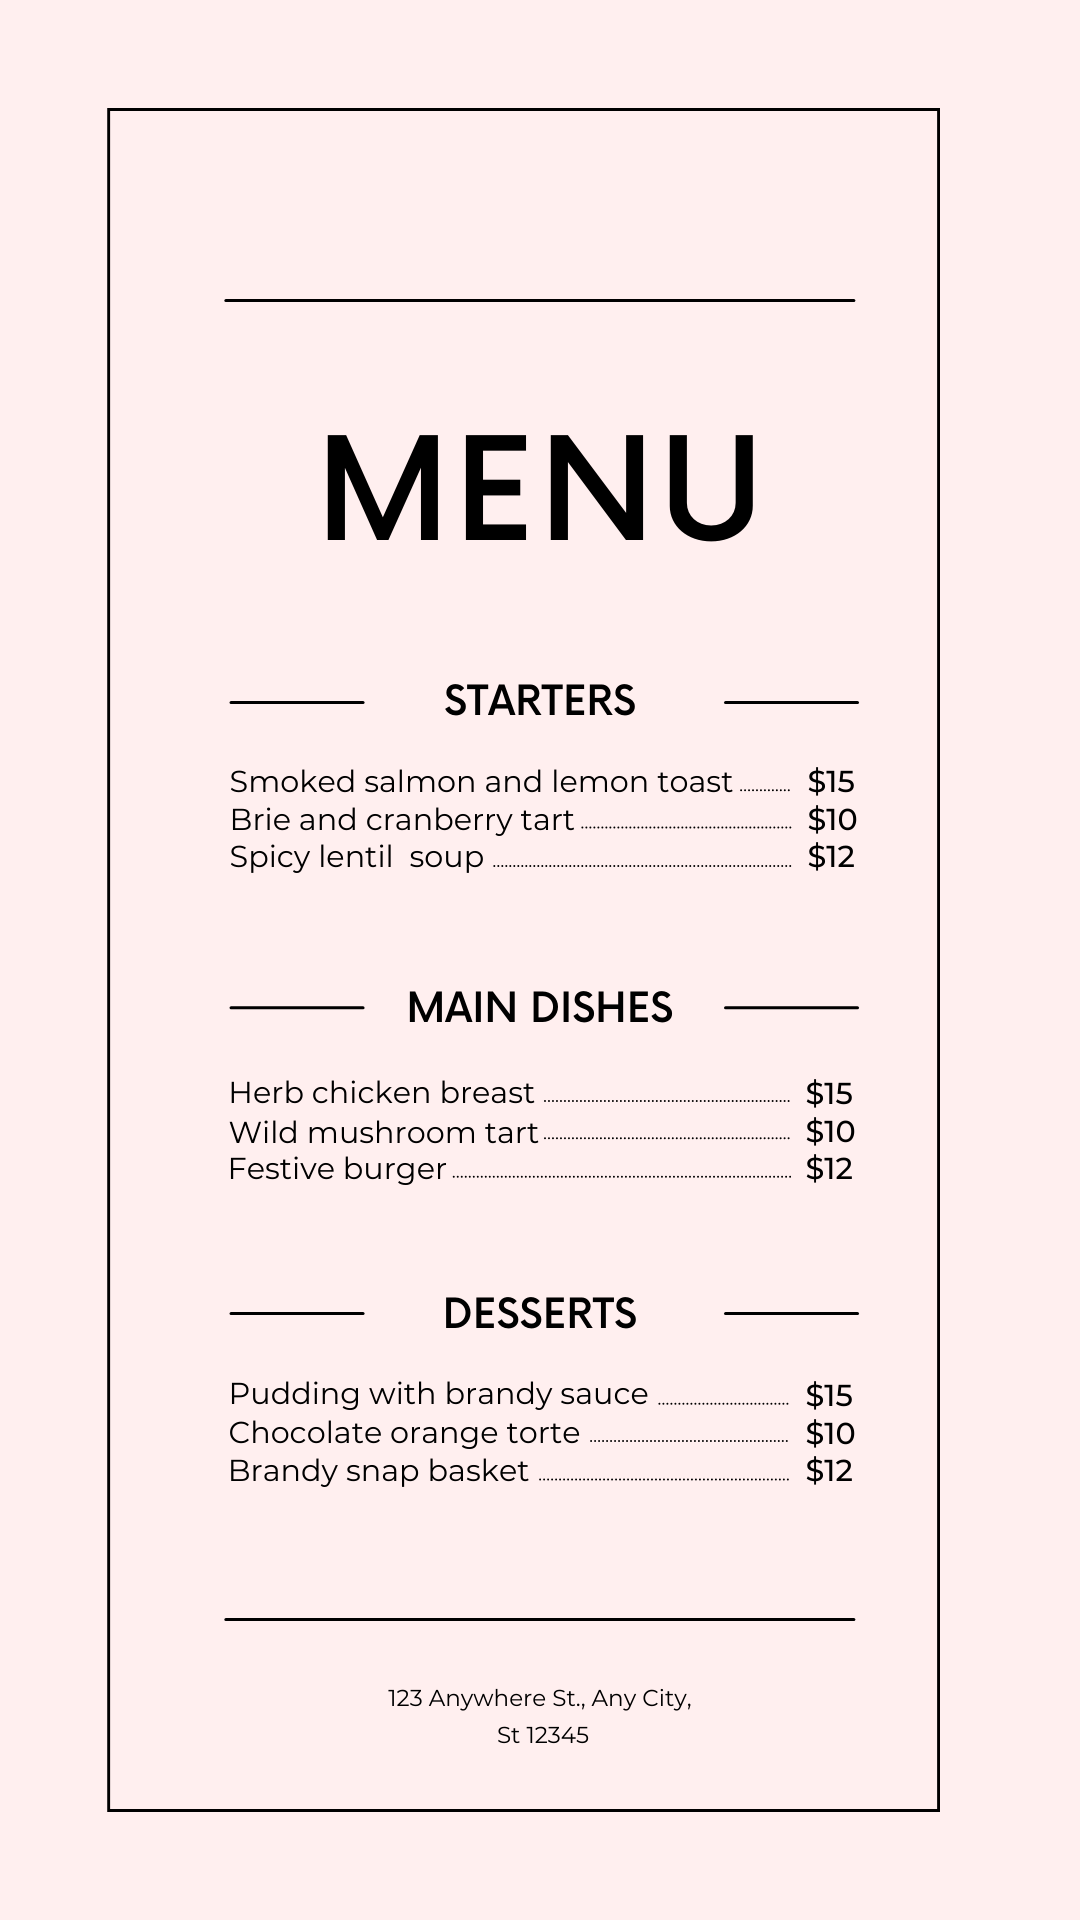 MENU
STARTERS
Smoked salmon and lemon toast ............ $15
Brie and cranberry tart ............ $10
Spicy lentil  soup ............ $12
MAIN DISHES
Herb chicken breast ............ $15
Wild mushroom tart ............ $10
Festive burger ............ $12
DESSERTS
Pudding with brandy sauce ............ $15
Chocolate orange torte ............ $10
Brandy snap basket ............ $12
123 Anywhere St., Any City,
St 12345